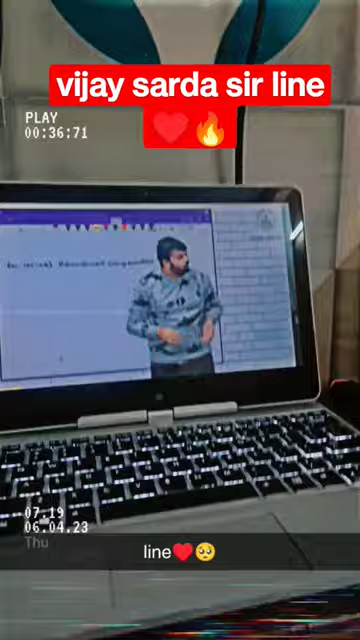 vijay sarda sir line
♥️🔥
PLAY
00:36:71
07.19
06.04.23
Thu
line♥️🥺